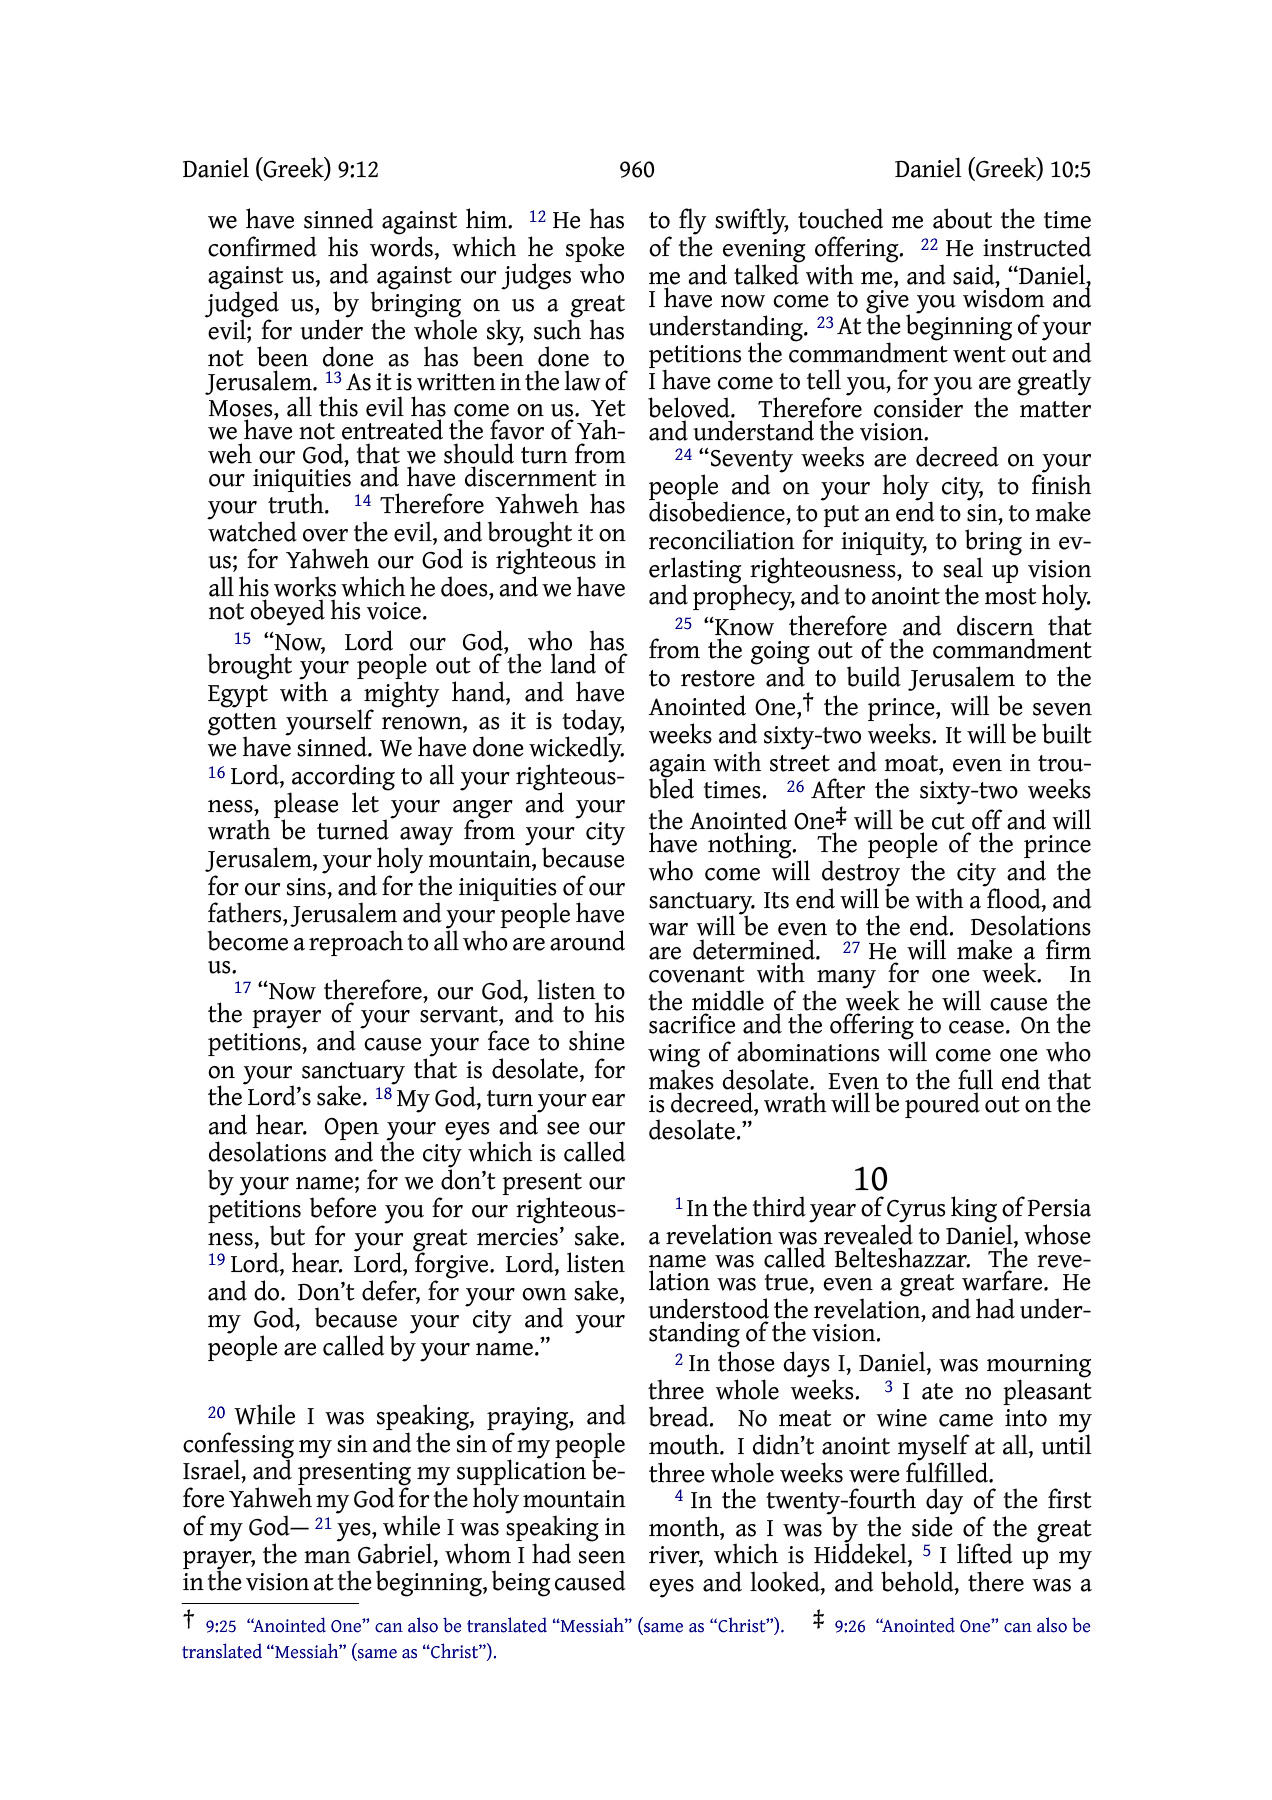 Daniel (Greek) 9:12 960 Daniel (Greek) 10:5
we have sinned against him. 12 He has
confirmed his words, which he spoke
against us, and against our judges who
judged us, by bringing on us a great
evil; for under the whole sky, such has
not been done as has been done to
Jerusalem. 13 As it is written in the law of
Moses, all this evil has come on us. Yet
we have not entreated the favor of Yah-
weh our God, that we should turn from
our iniquities and have discernment in
your truth. 14 Therefore Yahweh has
watched over the evil, and brought it on
us; for Yahweh our God is righteous in
all his works which he does, and we have
not obeyed his voice.
15 “Now, Lord our God, who has
brought your people out of the land of
Egypt with a mighty hand, and have
gotten yourself renown, as it is today,
we have sinned. We have done wickedly.
16 Lord, according to all your righteous-
ness, please let your anger and your
wrath be turned away from your city
Jerusalem, your holy mountain, because
for our sins, and for the iniquities of our
fathers, Jerusalem and your people have
become a reproach to all who are around
us.
17 “Now therefore, our God, listen to
the prayer of your servant, and to his
petitions, and cause your face to shine
on your sanctuary that is desolate, for
the Lord’s sake. 18 My God, turn your ear
and hear. Open your eyes and see our
desolations and the city which is called
by your name; for we don’t present our
petitions before you for our righteous-
ness, but for your great mercies’ sake.
19 Lord, hear. Lord, forgive. Lord, listen
and do. Don’t defer, for your own sake,
my God, because your city and your
people are called by your name.”
20 While I was speaking, praying, and
confessing my sin and the sin of my people
Israel, and presenting my supplication be-
fore Yahweh my God for the holy mountain
of my God— 21 yes, while I was speaking in
prayer, the man Gabriel, whom I had seen
in the vision at the beginning, being caused
to fly swiftly, touched me about the time
of the evening offering. 22 He instructed
me and talked with me, and said, “Daniel,
I have now come to give you wisdom and
understanding. 23 At the beginning of your
petitions the commandment went out and
I have come to tell you, for you are greatly
beloved. Therefore consider the matter
and understand the vision.
24 “Seventy weeks are decreed on your
people and on your holy city, to finish
disobedience, to put an end to sin, to make
reconciliation for iniquity, to bring in ev-
erlasting righteousness, to seal up vision
and prophecy, and to anoint the most holy.
25 “Know therefore and discern that
from the going out of the commandment
to restore and to build Jerusalem to the
Anointed One,† the prince, will be seven
weeks and sixty-two weeks. It will be built
again with street and moat, even in trou-
bled times. 26 After the sixty-two weeks
the Anointed One‡ will be cut off and will
have nothing. The people of the prince
who come will destroy the city and the
sanctuary. Its end will be with a flood, and
war will be even to the end. Desolations
are determined. 27 He will make a firm
covenant with many for one week. In
the middle of the week he will cause the
sacrifice and the offering to cease. On the
wing of abominations will come one who
makes desolate. Even to the full end that
is decreed, wrath will be poured out on the
desolate.”
10
1 In the third year of Cyrus king of Persia
a revelation was revealed to Daniel, whose
name was called Belteshazzar. The reve-
lation was true, even a great warfare. He
understood the revelation, and had under-
standing of the vision.
2 In those days I, Daniel, was mourning
three whole weeks. 3 I ate no pleasant
bread. No meat or wine came into my
mouth. I didn’t anoint myself at all, until
three whole weeks were fulfilled.
4 In the twenty-fourth day of the first
month, as I was by the side of the great
river, which is Hiddekel, 5 I lifted up my
eyes and looked, and behold, there was a
† 9:25 “Anointed One” can also be translated “Messiah” (same as “Christ”). ‡ 9:26 “Anointed One” can also be
translated “Messiah” (same as “Christ”).